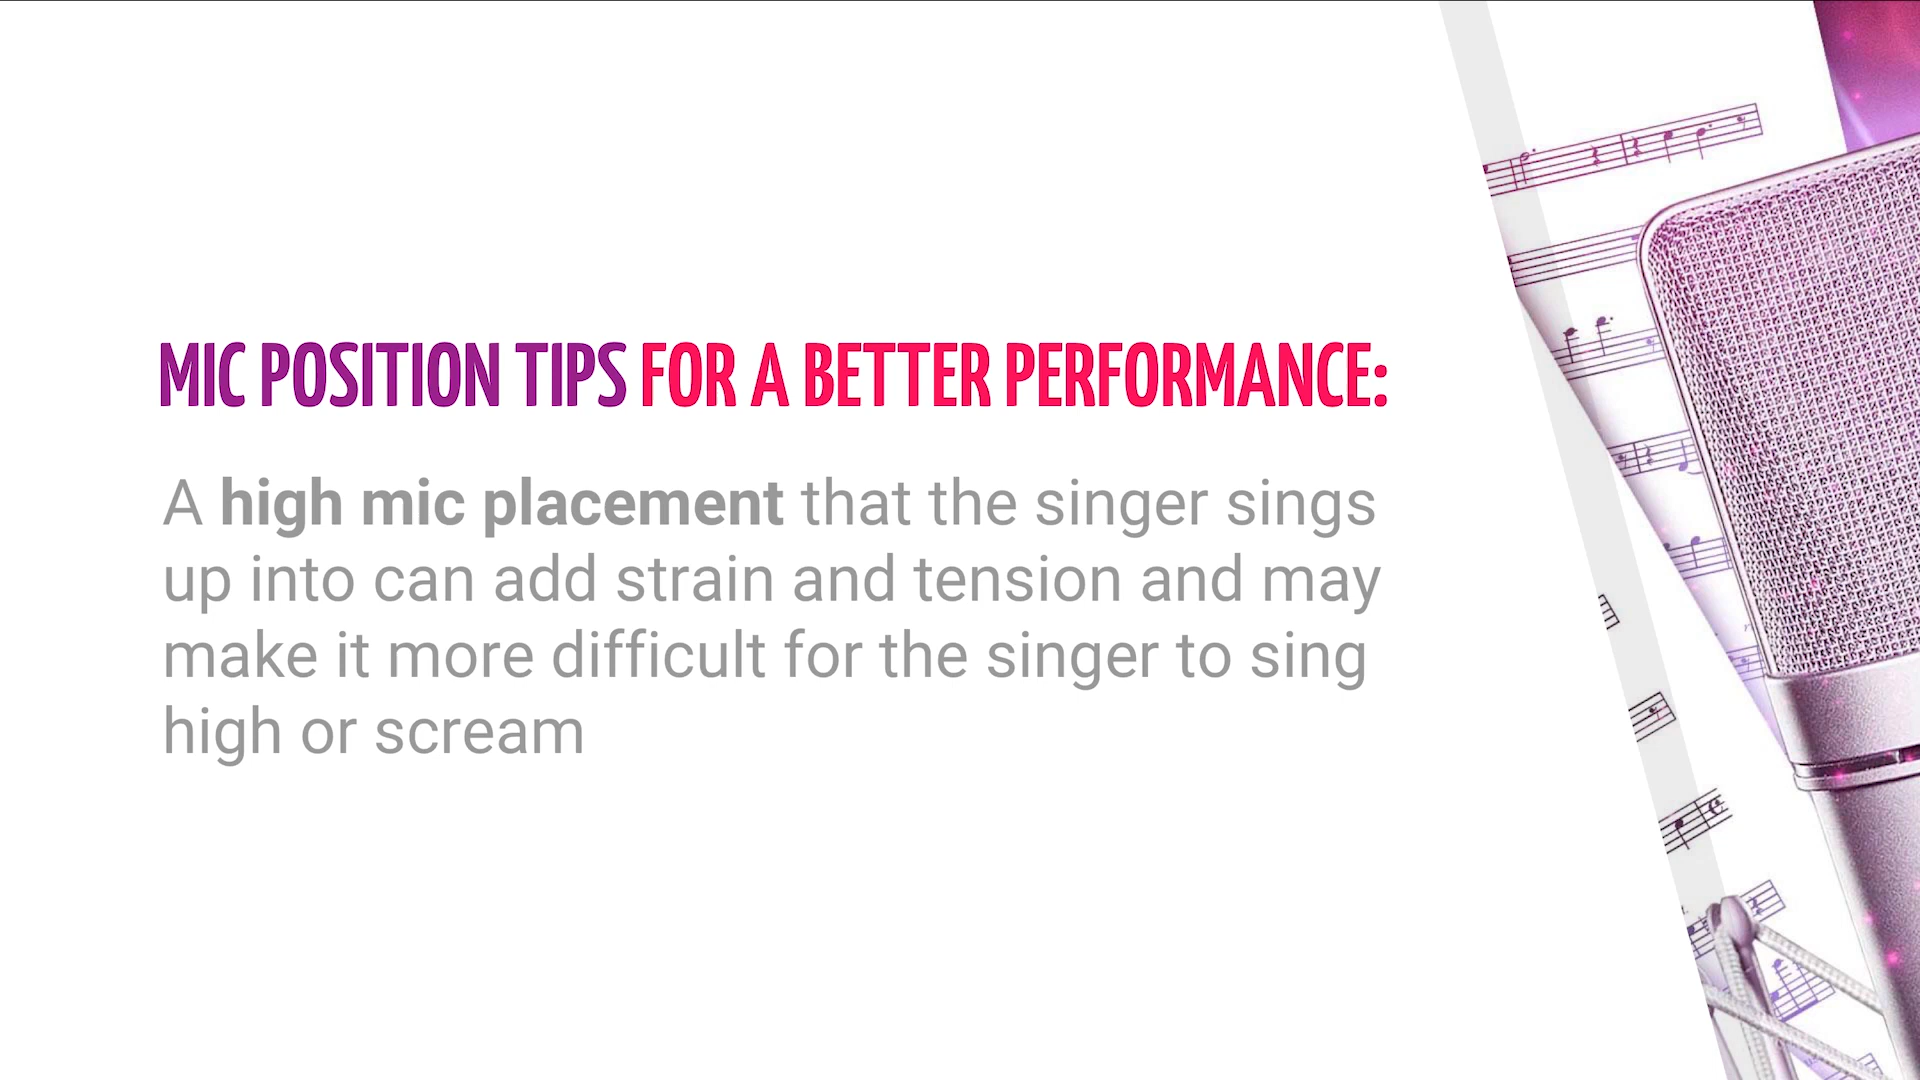 MIC POSITION TIPS FOR A BETTER PERFORMANCE:
A high mic placement that the singer sings
up into can add strain and tension and may
make it more difficult for the singer to sing
high or scream